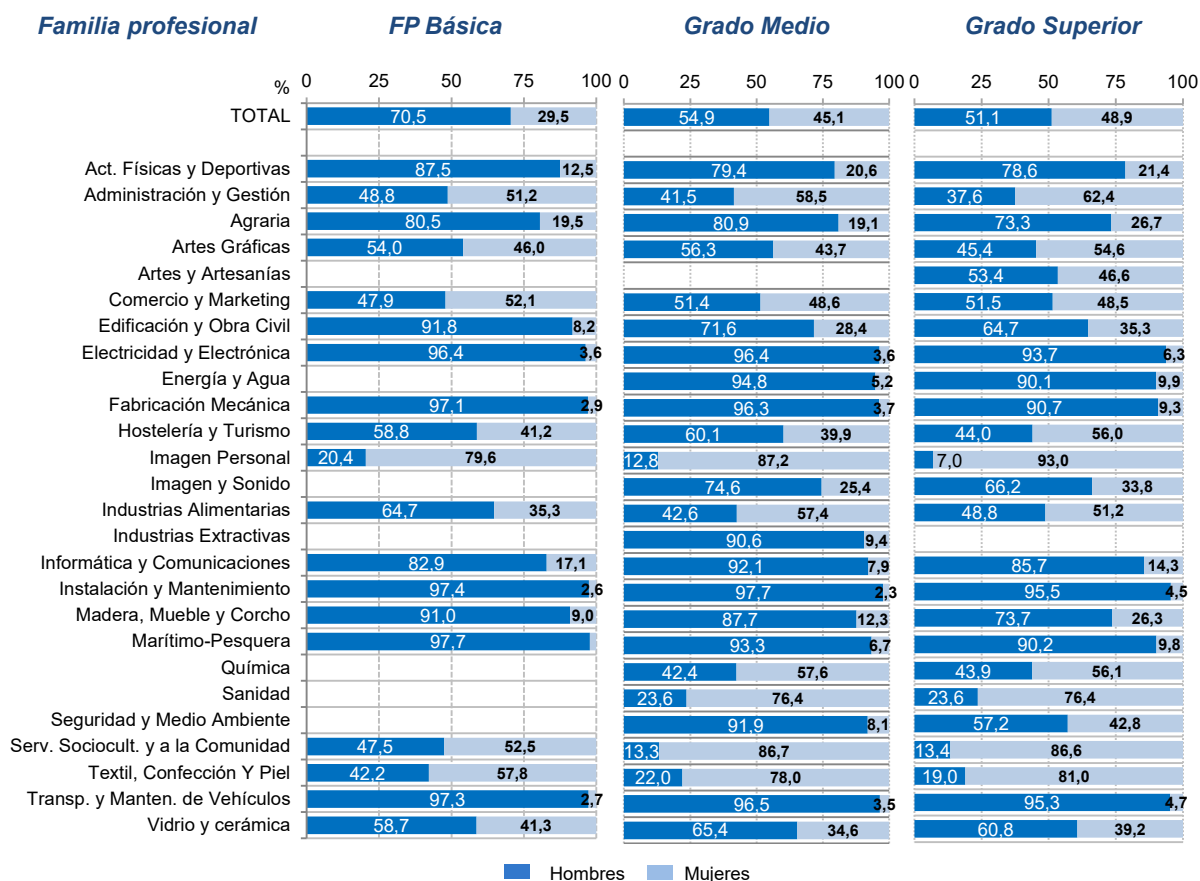 Familia profesional FP Básica Grado Medio Grado Superior
% 0 25 50 75 100 0 25 50 75 100 0 25 50 75 100
TOTAL 70,5 29,5 54,9 45,1 51,1 48,9
Act. Físicas y Deportivas 87,5 12,5 79,4 20,6 78,6 21,4
Administración y Gestión 48,8 51,2 41,5 58,5 37,6 62,4
Agraria 80,5 19,5 80,9 19,1 73,3 26,7
Artes Gráficas 54,0 46,0 56,3 43,7 45,4 54,6
Artes y Artesanías 53,4 46,6
Comercio y Marketing 47,9 52,1 51,4 48,6 51,5 48,5
Edificación y Obra Civil 91,8 8,2 71,6 28,4 64,7 35,3
Electricidad y Electrónica 96,4 3,6 96,4 3,6 93,7 6,3
Energía y Agua 94,8 5,2 90,1 9,9
Fabricación Mecánica 97,1 2,9 96,3 3,7 90,7 9,3
Hostelería y Turismo 58,8 41,2 60,1 39,9 44,0 56,0
Imagen Personal 20,4 79,6 12,8 87,2 7,0 93,0
Imagen y Sonido 74,6 25,4 66,2 33,8
Industrias Alimentarias 64,7 35,3 42,6 57,4 48,8 51,2
Industrias Extractivas 90,6 9,4
Informática y Comunicaciones 82,9 17,1 92,1 7,9 85,7 14,3
Instalación y Mantenimiento 97,4 2,6 97,7 2,3 95,5 4,5
Madera, Mueble y Corcho 91,0 9,0 87,7 12,3 73,7 26,3
Marítimo-Pesquera 97,7 93,3 6,7 90,2 9,8
Química 42,4 57,6 43,9 56,1
Sanidad 23,6 76,4 23,6 76,4
Seguridad y Medio Ambiente 91,9 8,1 57,2 42,8
Serv. Sociocult. y a la Comunidad 47,5 52,5 13,3 86,7 13,4 86,6
Textil, Confección Y Piel 42,2 57,8 22,0 78,0 19,0 81,0
Transp. y Manten. de Vehículos 97,3 2,7 96,5 3,5 95,3 4,7
Vidrio y cerámica 58,7 41,3 65,4 34,6 60,8 39,2
Hombres Mujeres